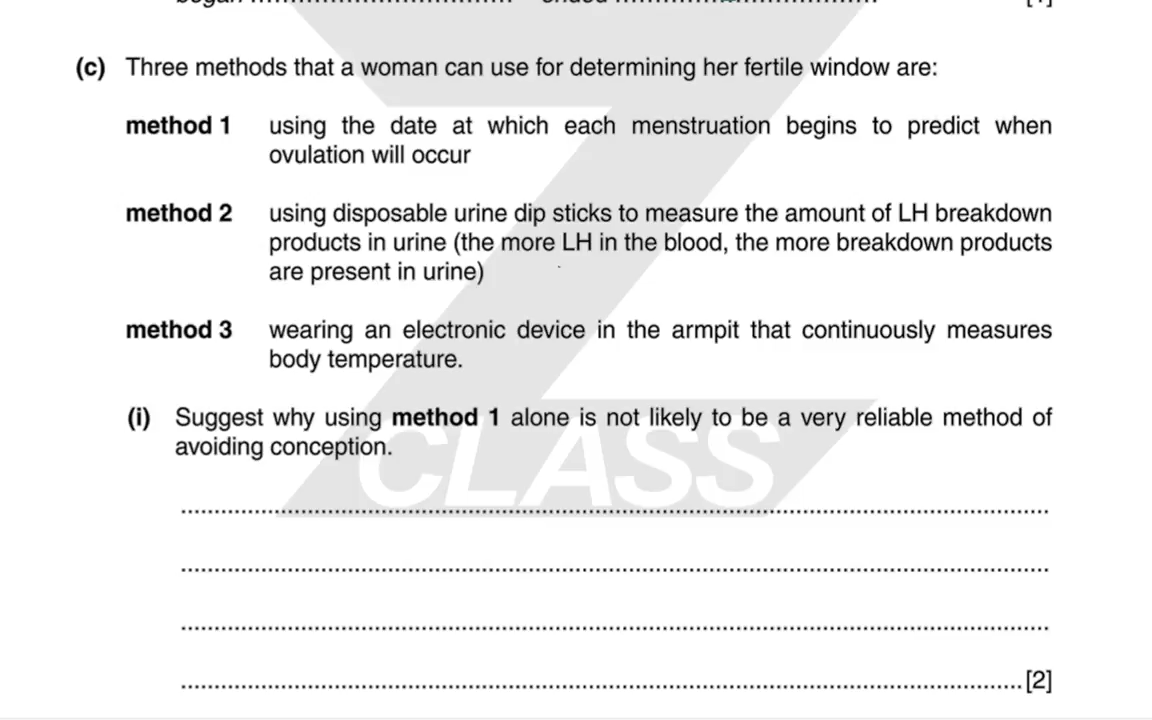 began ........................................ ended ........................................ [1]
(c) Three methods that a woman can use for determining her fertile window are:
method 1 using the date at which each menstruation begins to predict when
ovulation will occur
method 2 using disposable urine dip sticks to measure the amount of LH breakdown
products in urine (the more LH in the blood, the more breakdown products
are present in urine)
method 3 wearing an electronic device in the armpit that continuously measures
body temperature.
(i) Suggest why using method 1 alone is not likely to be a very reliable method of
avoiding conception.
CLASS
..........................................................................................
..........................................................................................
..........................................................................................
.......................................................................................... [2]